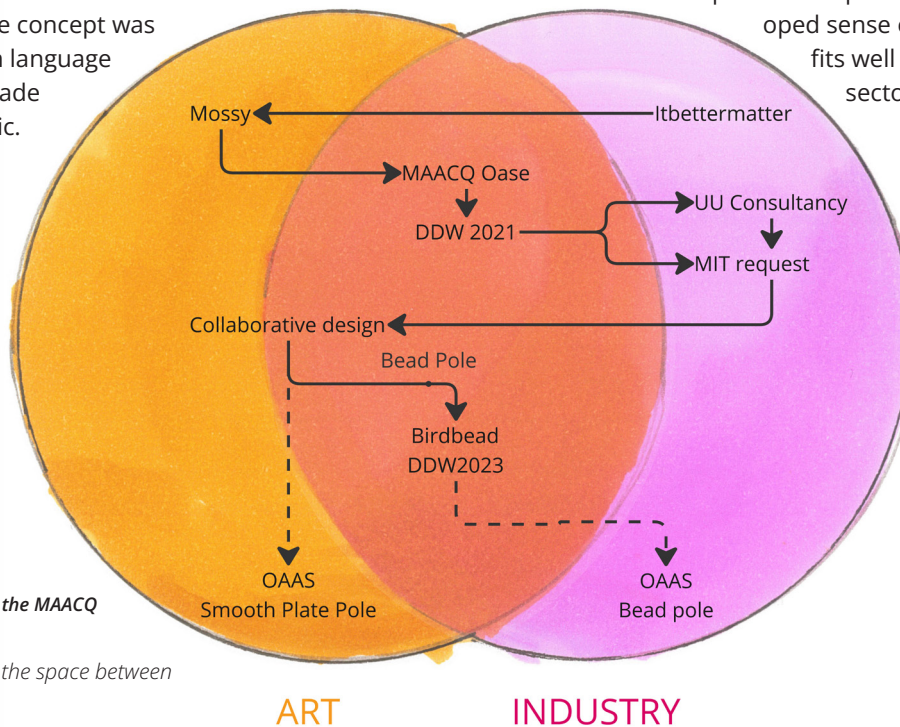 e concept was
language
ade
ic.
oped sense
fits well
secto
Mossy
Itbettermatter
MAACQ Oase
UU Consultancy
DDW 2021
MIT request
Collaborative design
Bead Pole
Birdbead
DDW2023
OAAS
Smooth Plate Pole
OAAS
Bead pole
the MAACQ
the space between
ART
INDUSTRY